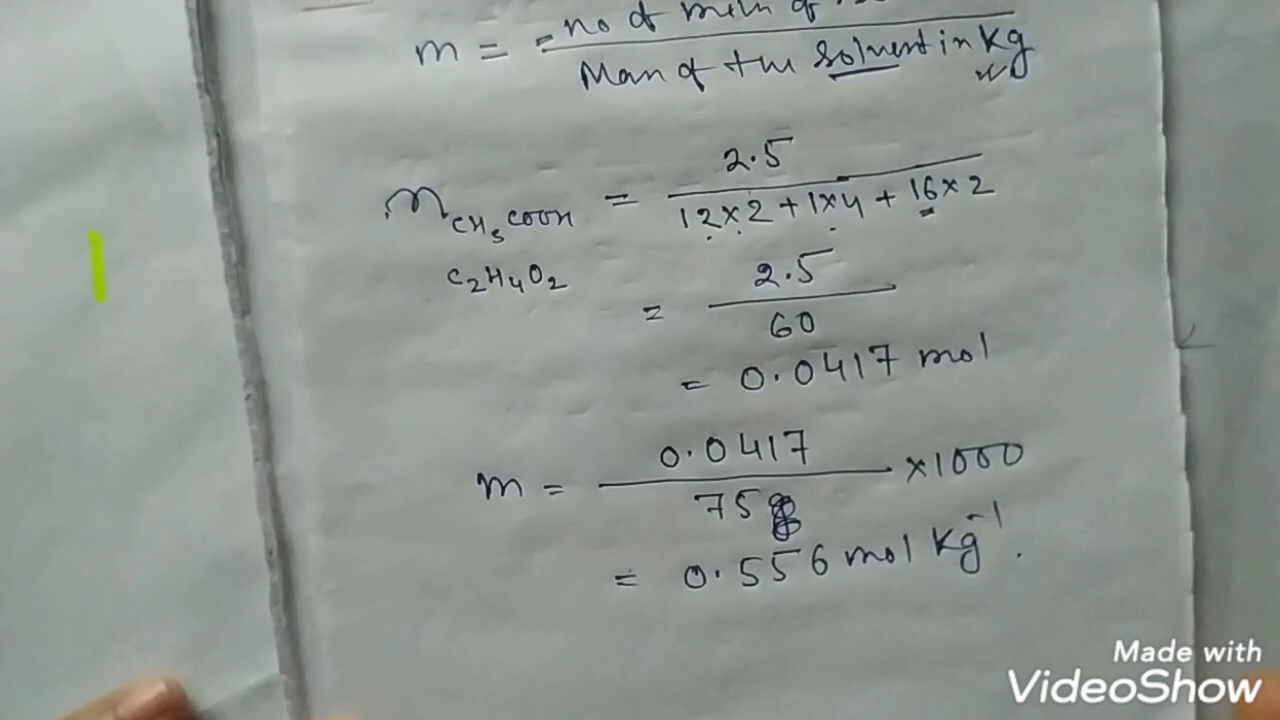 m = no of
Mass of the solvent in kg
n CH3COOH = 2.5 / 12×2 + 1×4 + 16×2
C2H4O2
= 2.5 / 60
= 0.0417 mol
m = 0.0417 / 75 ×1000
= 0.556 mol kg-1.
Made with
VideoShow